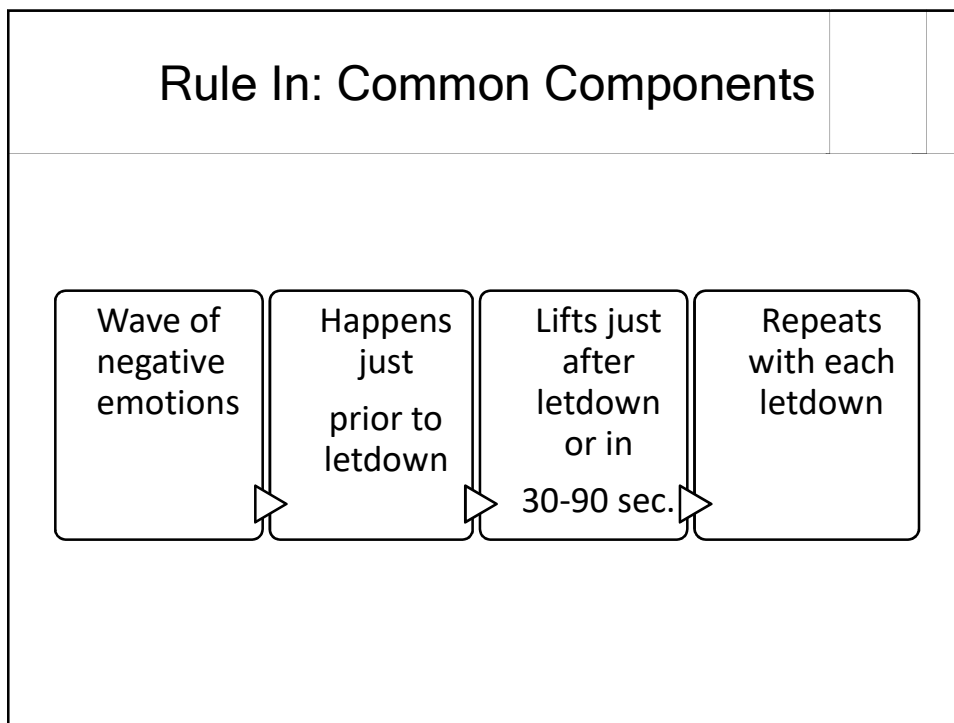 Rule In: Common Components
Wave of
negative
emotions
Happens
just
prior to
letdown
Lifts just
after
letdown
or in
30-90 sec.
Repeats
with each
letdown